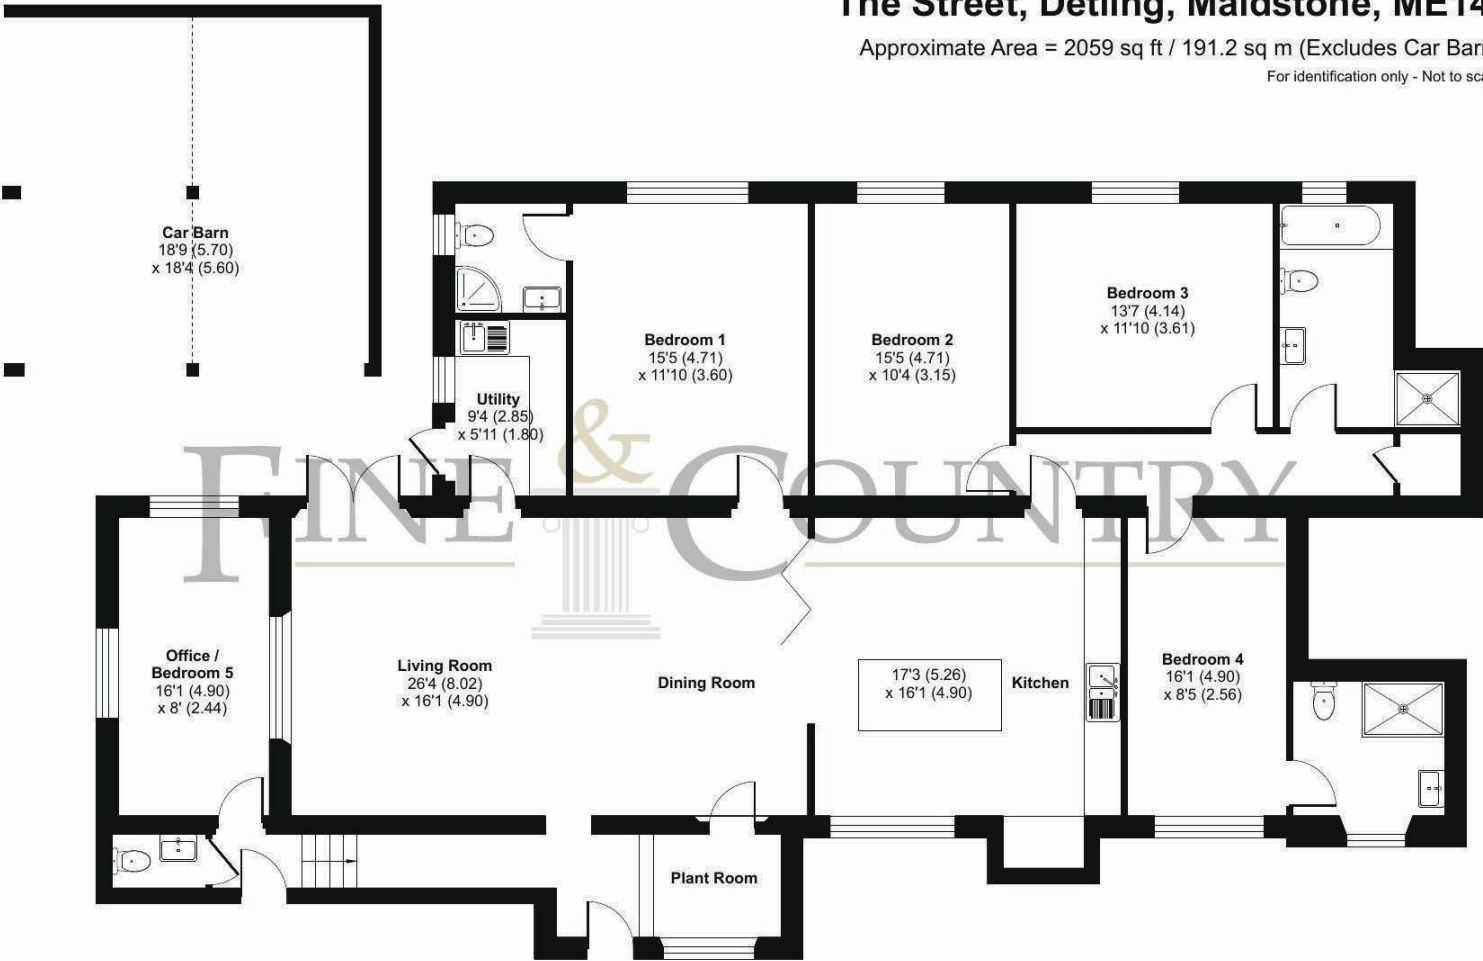 The Street, Detling, Maidstone, ME14
Approximate Area = 2059 sq ft / 191.2 sq m (Excludes Car Barn
For identification only - Not to sca
Car Barn
18'9 (5.70)
x 18'4 (5.60)
Bedroom 1
15'5 (4.71)
x 11'10 (3.60)
Bedroom 2
15'5 (4.71)
x 10'4 (3.15)
Bedroom 3
13'7 (4.14)
x 11'10 (3.61)
Utility
9'4 (2.85)
x 5'11 (1.80)
FINE & COUNTRY
Office /
Bedroom 5
16'1 (4.90)
x 8' (2.44)
Living Room
26'4 (8.02)
x 16'1 (4.90)
Dining Room
17'3 (5.26)
x 16'1 (4.90)
Kitchen
Bedroom 4
16'1 (4.90)
x 8'5 (2.56)
Plant Room